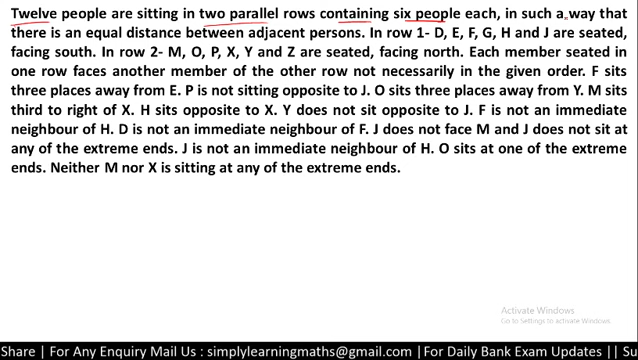 Twelve people are sitting in two parallel rows containing six people each, in such a way that
there is an equal distance between adjacent persons. In row 1- D, E, F, G, H and J are seated,
facing south. In row 2- M, O, P, X, Y and Z are seated, facing north. Each member seated in
one row faces another member of the other row not necessarily in the given order. F sits
three places away from E. P is not sitting opposite to J. O sits three places away from Y. M sits
third to right of X. H sits opposite to X. Y does not sit opposite to J. F is not an immediate
neighbour of H. D is not an immediate neighbour of F. J does not face M and J does not sit at
any of the extreme ends. J is not an immediate neighbour of H. O sits at one of the extreme
ends. Neither M nor X is sitting at any of the extreme ends.
Activate Windows
Go to Settings to activate Windows.
Share | For Any Enquiry Mail Us : simplylearningmaths@gmail.com |For Daily Bank Exam Updates || Su